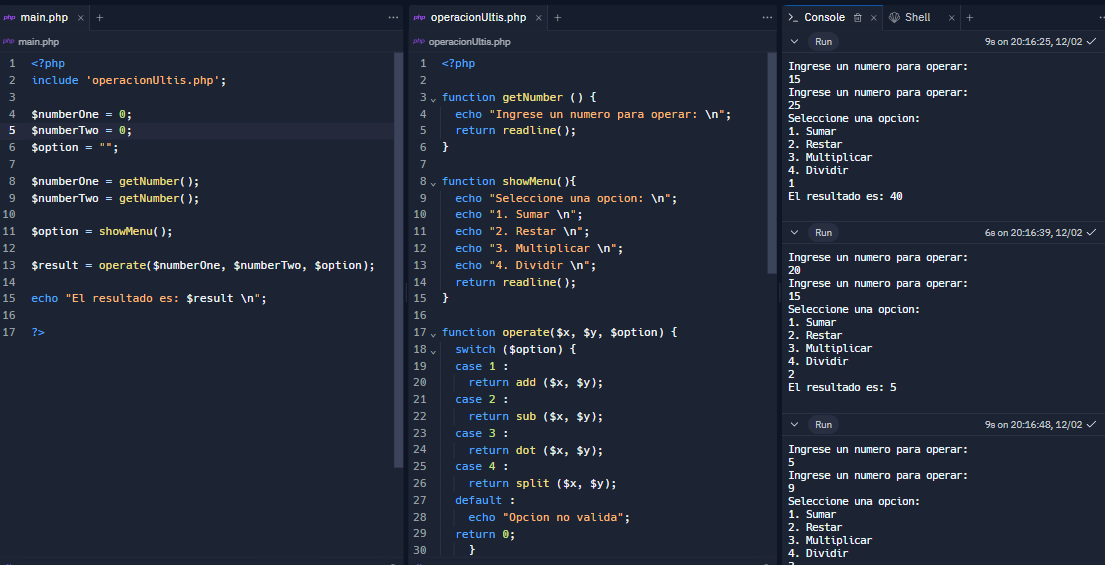 php main.php × +
...
php main.php
1 <?php
2 include 'operacionUltis.php';
3
4 $numberOne = 0;
5 $numberTwo = 0;
6 $option = "";
7
8 $numberOne = getNumber();
9 $numberTwo = getNumber();
10
11 $option = showMenu();
12
13 $result = operate($numberOne, $numberTwo, $option);
14
15 echo "El resultado es: $result \n";
16
17 ?>
php operacionUltis.php × +
...
php operacionUltis.php
1 <?php
2
3 function getNumber () {
4 echo "Ingrese un numero para operar: \n";
5 return readline();
6 }
7
8 function showMenu(){
9 echo "Seleccione una opcion: \n";
10 echo "1. Sumar \n";
11 echo "2. Restar \n";
12 echo "3. Multiplicar \n";
13 echo "4. Dividir \n";
14 return readline();
15 }
16
17 function operate($x, $y, $option) {
18 switch ($option) {
19 case 1 :
20 return add ($x, $y);
21 case 2 :
22 return sub ($x, $y);
23 case 3 :
24 return dot ($x, $y);
25 case 4 :
26 return split ($x, $y);
27 default :
28 echo "Opcion no valida";
29 return 0;
30 }
>_ Console × Shell × +
Run 9s on 20:16:25, 12/02 ✓
Ingrese un numero para operar:
15
Ingrese un numero para operar:
25
Seleccione una opcion:
1. Sumar
2. Restar
3. Multiplicar
4. Dividir
1
El resultado es: 40
Run 6s on 20:16:39, 12/02 ✓
Ingrese un numero para operar:
20
Ingrese un numero para operar:
15
Seleccione una opcion:
1. Sumar
2. Restar
3. Multiplicar
4. Dividir
2
El resultado es: 5
Run 9s on 20:16:48, 12/02 ✓
Ingrese un numero para operar:
5
Ingrese un numero para operar:
9
Seleccione una opcion:
1. Sumar
2. Restar
3. Multiplicar
4. Dividir